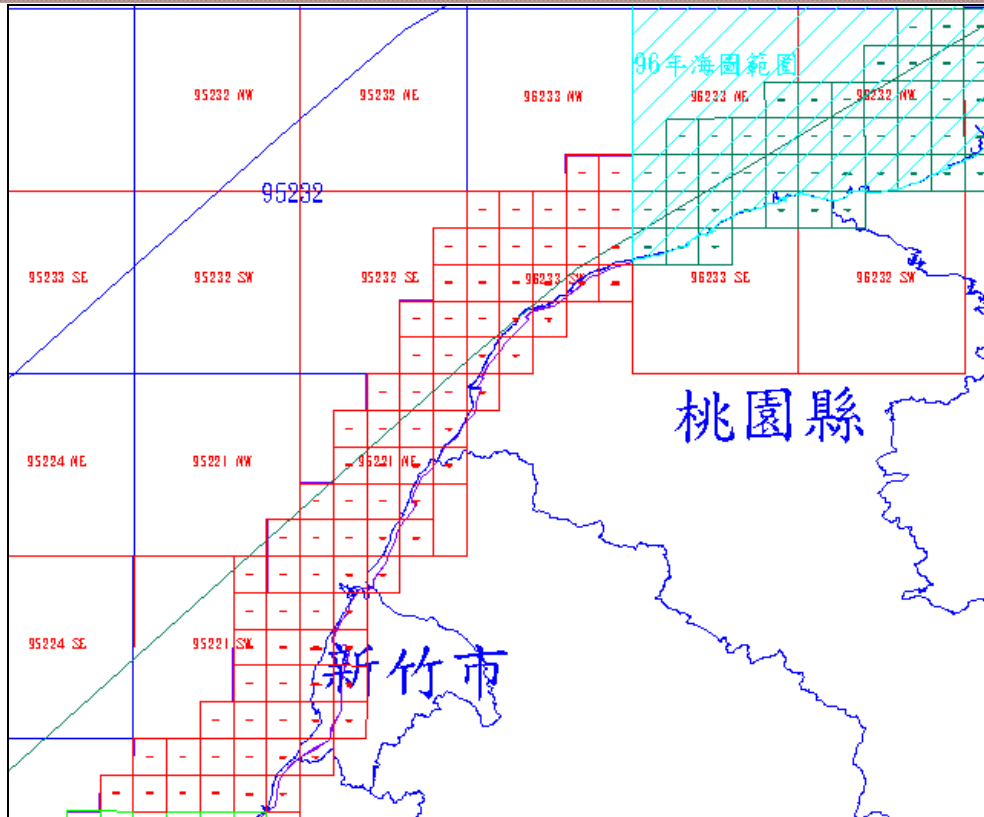 96年海圖範圍
95232 NW
95232 NE
96233 NW
96233 NE
96232 NW
95232
95233 SE
95232 SW
95232 SE
96233 SW
96233 SE
96232 SW
桃園縣
95224 NE
95221 NW
95221 NE
95224 SE
95221 SW
新竹市